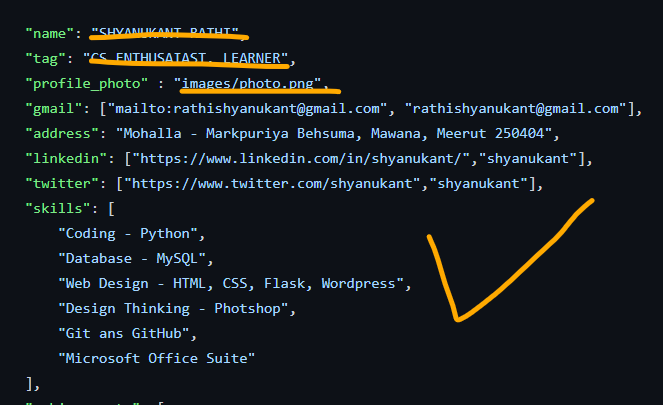 "name": "SHYANUKANT RATHI",
"tag": "CS ENTHUSAIAST, LEARNER",
"profile_photo" : "images/photo.png",
"gmail": ["mailto:rathishyanukant@gmail.com", "rathishyanukant@gmail.com"],
"address": "Mohalla - Markpuriya Behsuma, Mawana, Meerut 250404",
"linkedin": ["https://www.linkedin.com/in/shyanukant/","shyanukant"],
"twitter": ["https://www.twitter.com/shyanukant","shyanukant"],
"skills": [
"Coding - Python",
"Database - MySQL",
"Web Design - HTML, CSS, Flask, Wordpress",
"Design Thinking - Photshop",
"Git ans GitHub",
"Microsoft Office Suite"
],